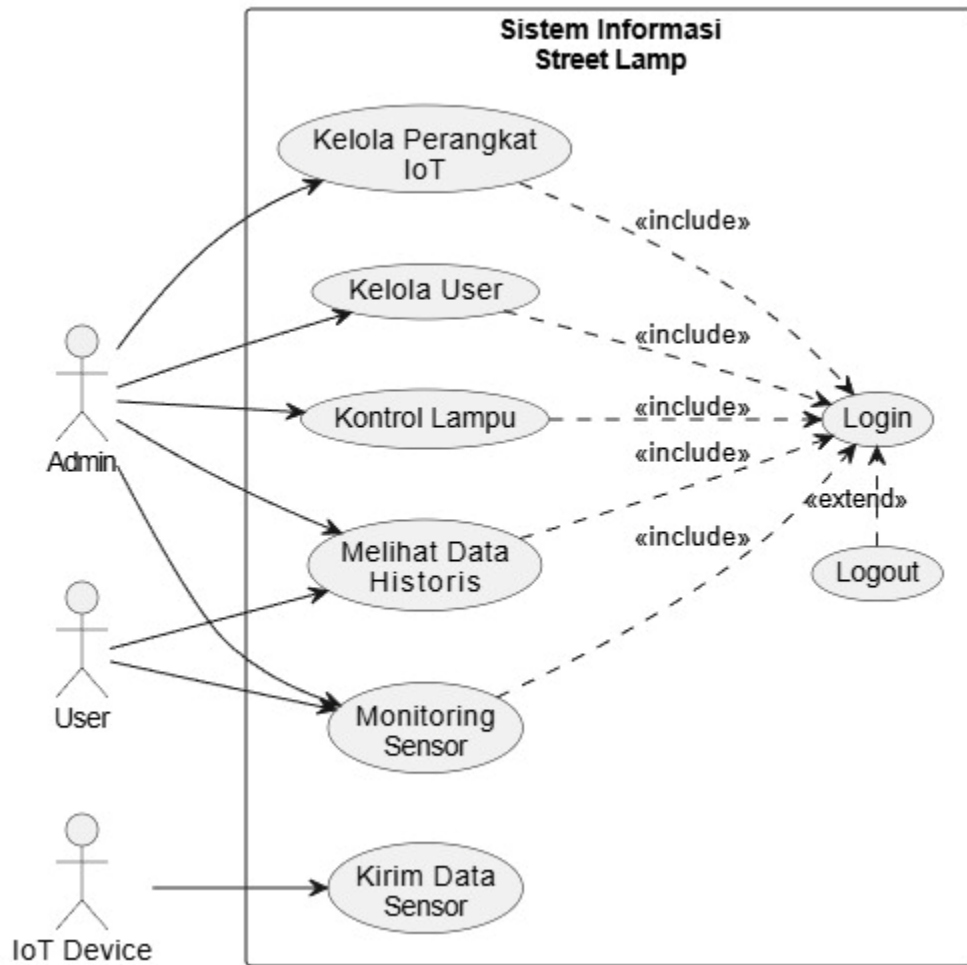 Sistem Informasi
Street Lamp
Kelola Perangkat
IoT
«include»
Kelola User
«include»
Kontrol Lampu
«include»
Login
Admin
«include»
«extend»
Melihat Data
Historis
«include»
Logout
User
Monitoring
Sensor
Kirim Data
Sensor
IoT Device